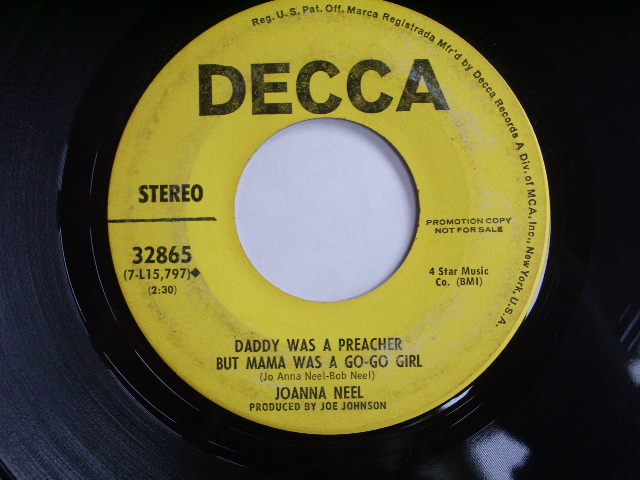 Reg. U.S. Pat. Off. Marca Registrada Mfr'd by Decca Records A Div. of MCA, Inc., New York, U.S.A.
DECCA
STEREO
PROMOTION COPY
NOT FOR SALE
32865
(7-L15,797)◆
(2:30)
4 Star Music
Co. (BMI)
DADDY WAS A PREACHER
BUT MAMA WAS A GO-GO GIRL
(Jo Anna Neel-Bob Neel)
JOANNA NEEL
PRODUCED BY JOE JOHNSON